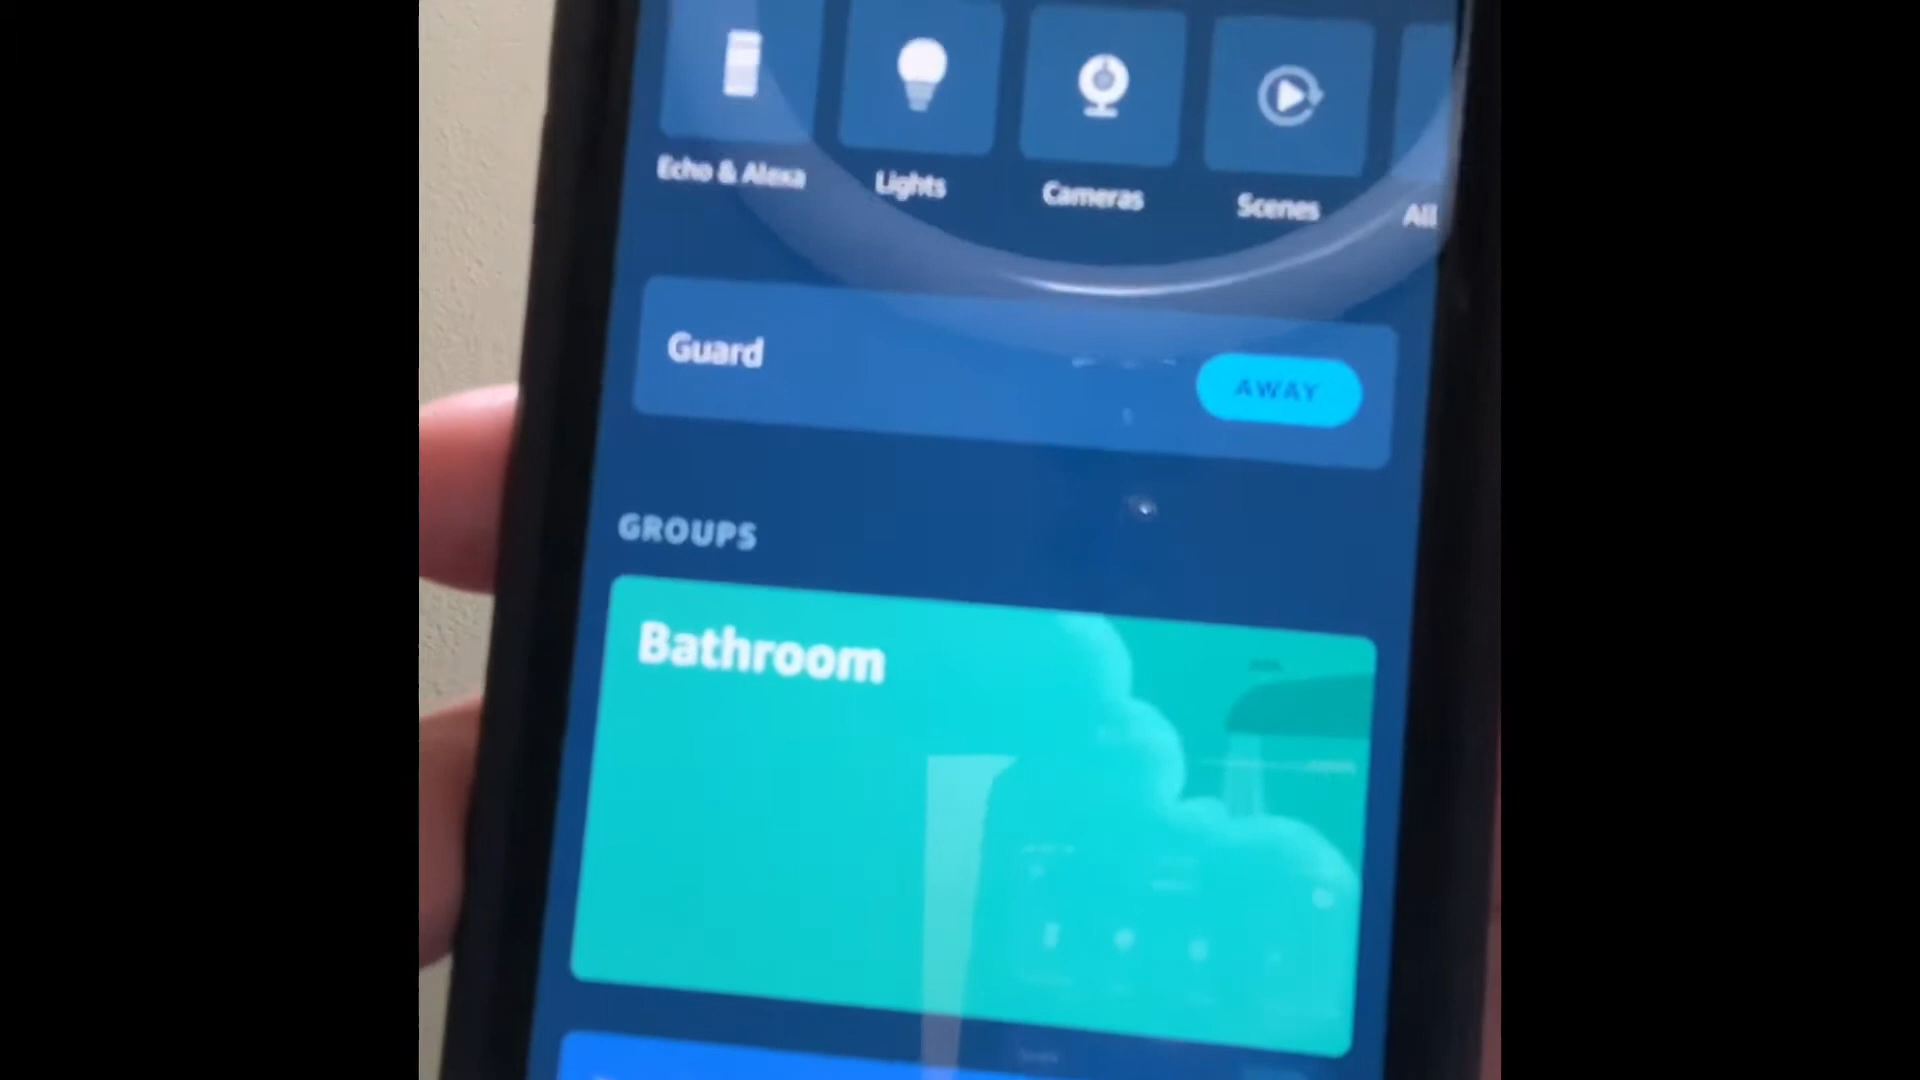 Echo & Alexa
Lights
Cameras
Scenes
All
Guard
AWAY
GROUPS
Bathroom